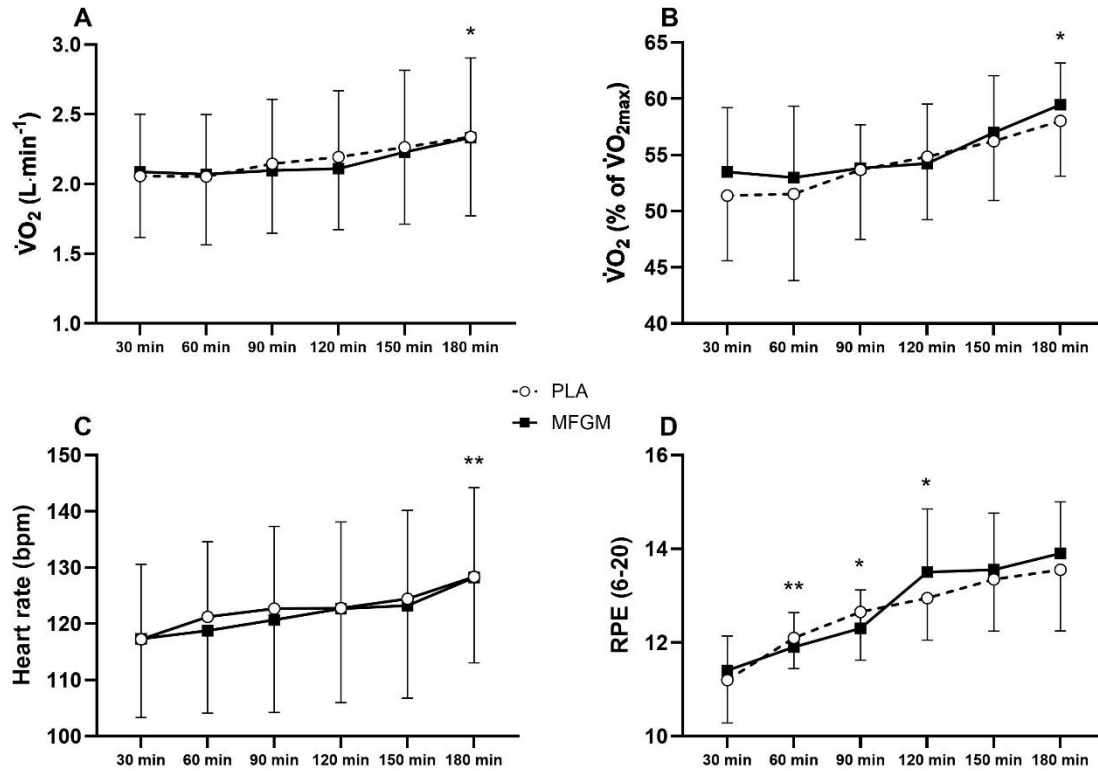 A
*
3.0
2.5
2.0
1.5
1.0
V̇O₂ (L·min⁻¹)
30 min 60 min 90 min 120 min 150 min 180 min
B
*
65
60
55
50
45
40
V̇O₂ (% of V̇O₂max)
30 min 60 min 90 min 120 min 150 min 180 min
PLA
MFGM
C
**
150
140
130
120
110
100
Heart rate (bpm)
30 min 60 min 90 min 120 min 150 min 180 min
D
**
*
*
16
14
12
10
RPE (6-20)
30 min 60 min 90 min 120 min 150 min 180 min